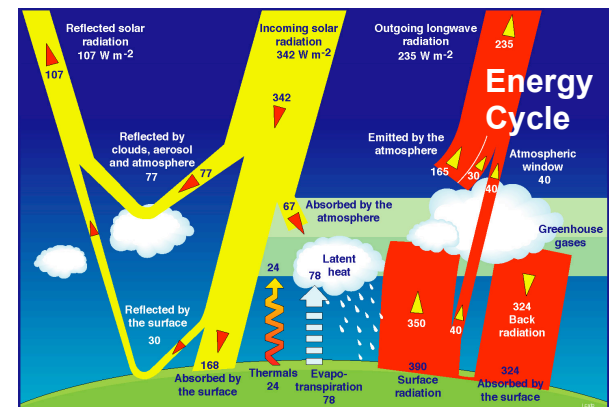 Reflected solar
radiation
107 W m-2
Incoming solar
radiation
342 W m-2
Outgoing longwave
radiation
235 W m-2
235
107
342
Energy
Cycle
Reflected by
clouds, aerosol
and atmosphere
77
77
Emitted by the
atmosphere
165
30
40
Atmospheric
window
40
67
Absorbed by the
atmosphere
Greenhouse
gases
24
Latent
heat
78
350
40
324
Back
radiation
Reflected by
the surface
30
168
Absorbed by
the surface
Thermals
24
Evapo-
transpiration
78
390
Surface
radiation
324
Absorbed by
the surface